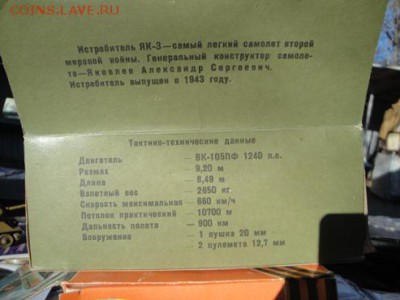 COINS.LAVE.RU
Истребитель ЯК-3—самый легкий самолет второй
мировой войны. Генеральный конструктор самоле-
та—Яковлев Александр Сергеевич.
Истребитель выпущен в 1943 году.
Тактико-технические данные
Двигатель — ВК-105ПФ 1240 л.с.
Размах — 9,20 м
Длина — 8,49 м
Взлетный вес — 2650 кг.
Скорость максимальная — 660 км/ч
Потолок практический — 10700 м
Дальность полета — 900 км
Вооружение — 1 пушка 20 мм
2 пулемета 12,7 мм